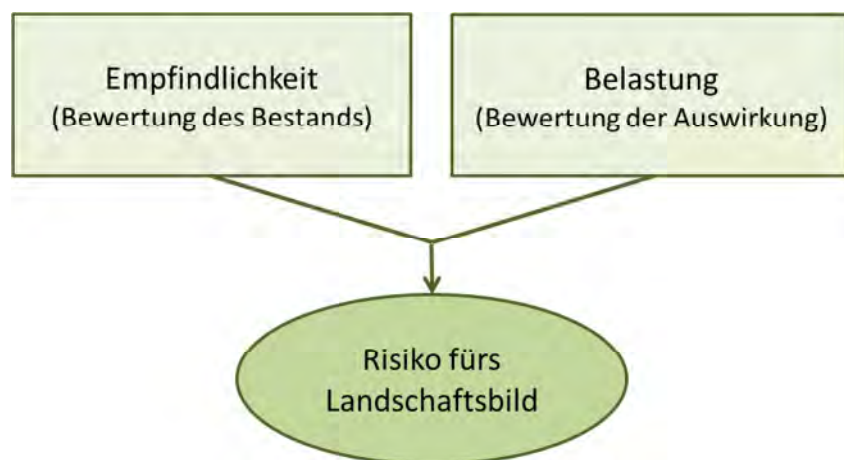 Empfindlichkeit
(Bewertung des Bestands)
Belastung
(Bewertung der Auswirkung)
Risiko fürs
Landschaftsbild